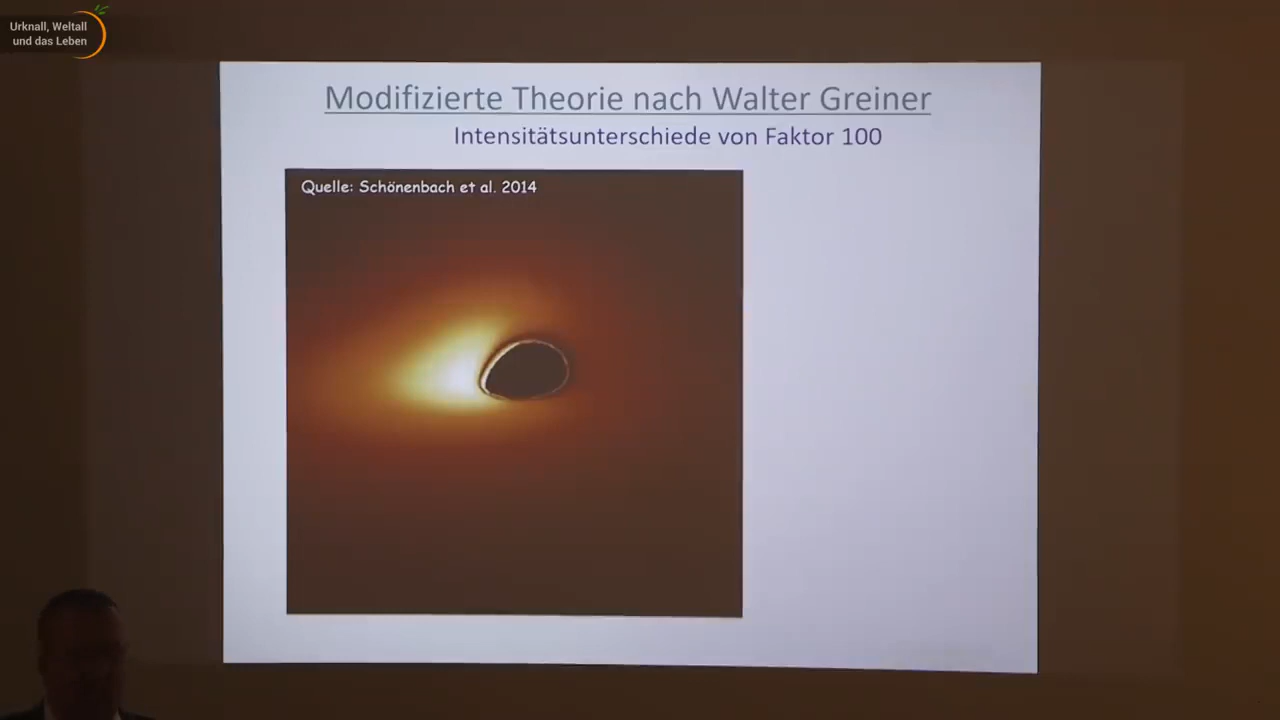 Urknall, Weltall
und das Leben
Modifizierte Theorie nach Walter Greiner
Intensitätsunterschiede von Faktor 100
Quelle: Schönenbach et al. 2014